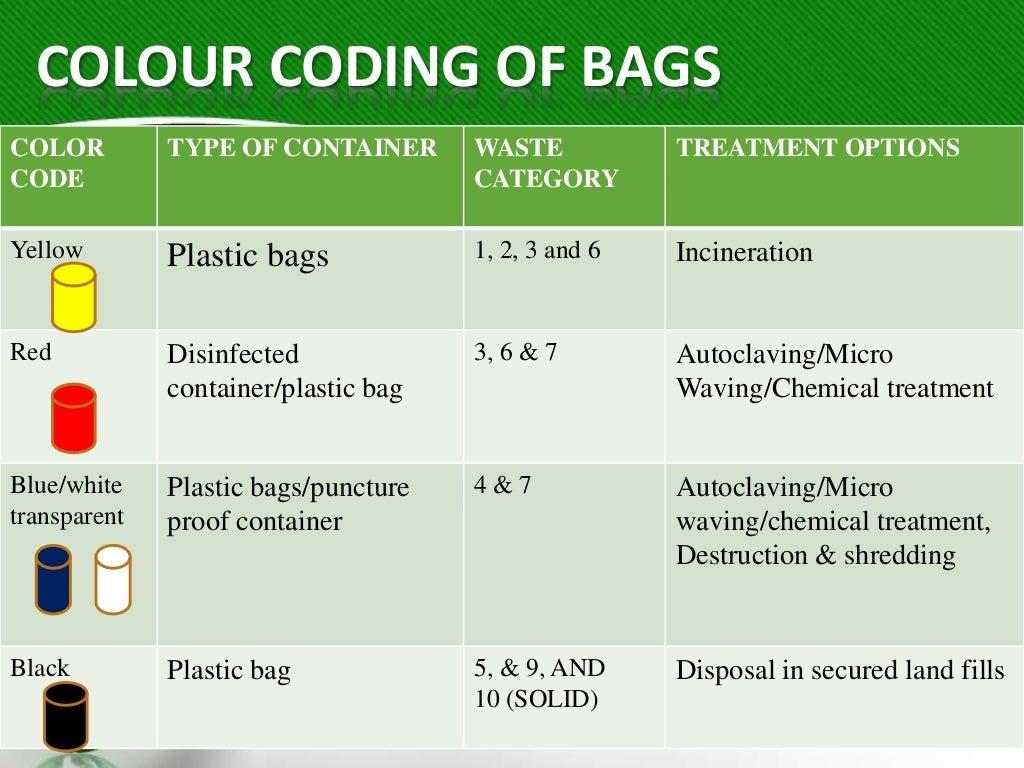 COLOUR CODING OF BAGS
COLOR
CODE
TYPE OF CONTAINER
WASTE
CATEGORY
TREATMENT OPTIONS
Yellow
Plastic bags
1, 2, 3 and 6
Incineration
Red
Disinfected
container/plastic bag
3, 6 & 7
Autoclaving/Micro
Waving/Chemical treatment
Blue/white
transparent
Plastic bags/puncture
proof container
4 & 7
Autoclaving/Micro
waving/chemical treatment,
Destruction & shredding
Black
Plastic bag
5, & 9, AND
10 (SOLID)
Disposal in secured land fills